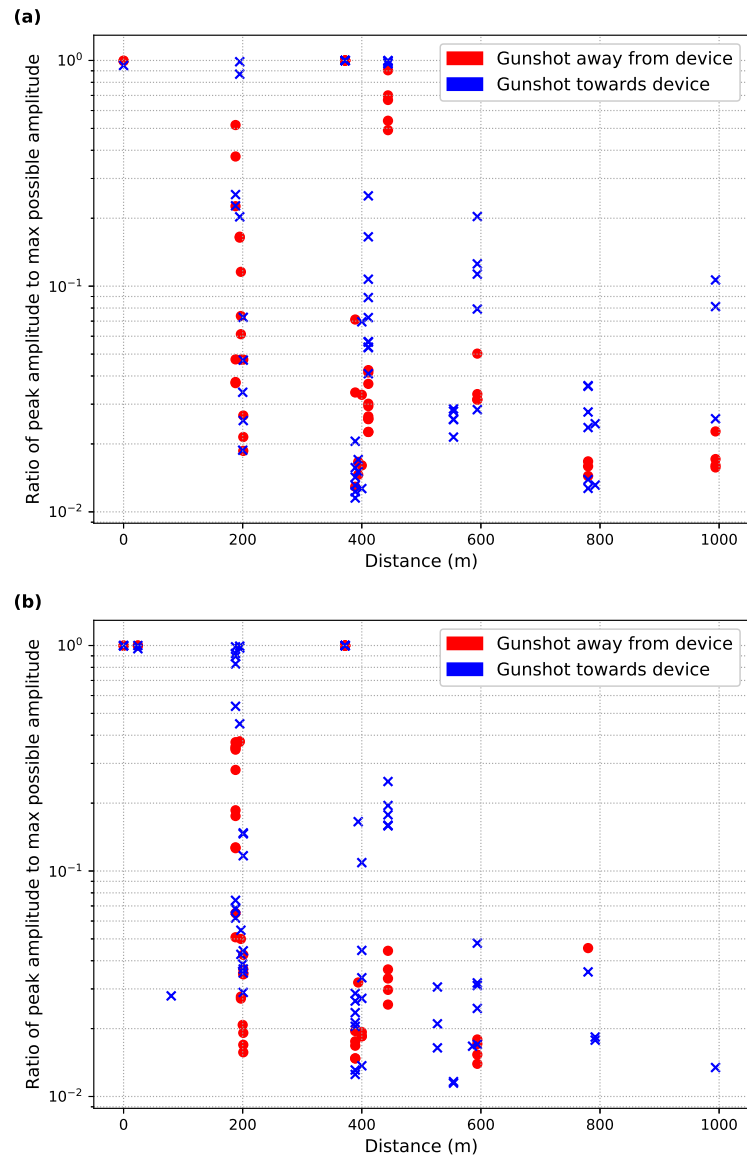 (a)
Ratio of peak amplitude to max possible amplitude
10⁰
10⁻¹
10⁻²
Gunshot away from device
Gunshot towards device
0 200 400 600 800 1000
Distance (m)
(b)
Ratio of peak amplitude to max possible amplitude
10⁰
10⁻¹
10⁻²
Gunshot away from device
Gunshot towards device
0 200 400 600 800 1000
Distance (m)